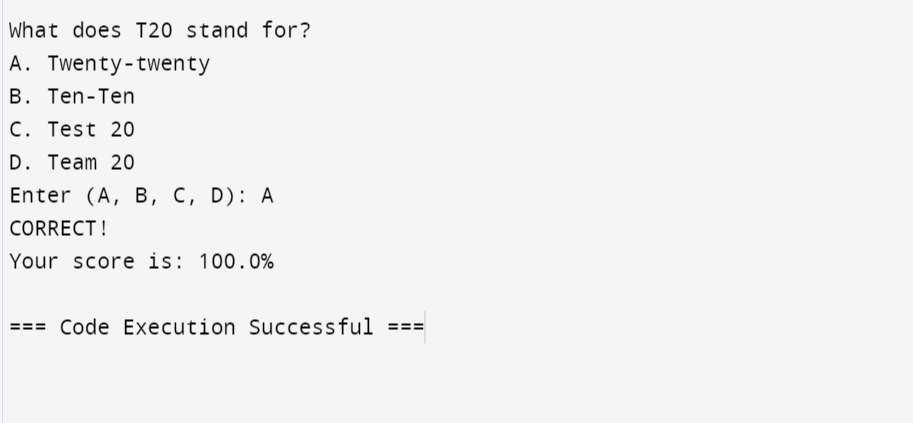 What does T20 stand for?
A. Twenty-twenty
B. Ten-Ten
C. Test 20
D. Team 20
Enter (A, B, C, D): A
CORRECT!
Your score is: 100.0%
=== Code Execution Successful ===